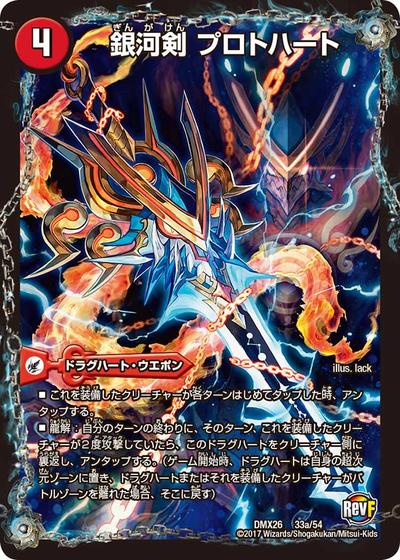 4
ぎんがけん
銀河剣 プロトハート
illus. lack
ドラグハート・ウエポン
■ これを装備したクリーチャーが各ターンはじめてタップした時、アン
タップする。
■ 龍解：自分のターンの終わりに、そのターン、これを装備したクリー
チャーが2度攻撃していたら、このドラグハートをクリーチャー側に
裏返し、アンタップする。（ゲーム開始時、ドラグハートは自身の超次
元ゾーンに置き、ドラグハートまたはそれを装備したクリーチャーがバ
トルゾーンを離れた場合、そこに戻す）
RevF
DMX26 33a/54
©2017 Wizards/Shogakukan/Mitsui-Kids